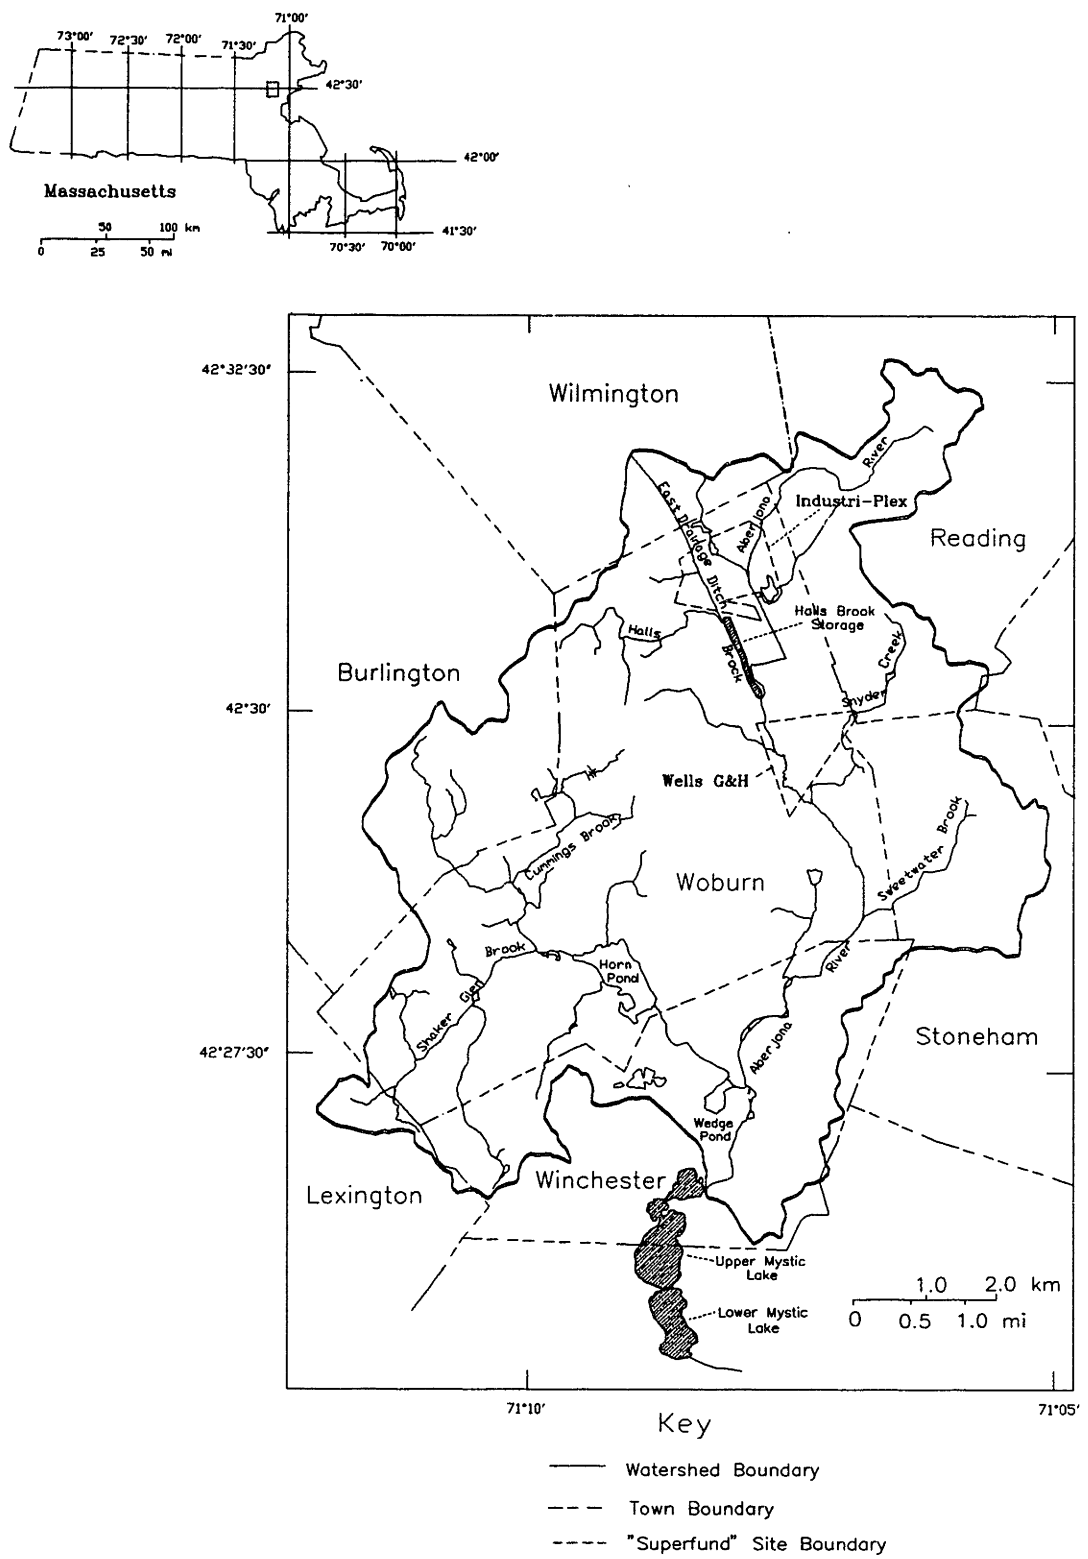 71°00'
73°00'
72°30'
72°00'
71°30'
42°30'
42°00'
Massachusetts
50
100 km
0
25
50 mi
70°30'
70°00'
41°30'
42°32'30"
Wilmington
River
East Drainage Ditch
Aberjona
Industri-Plex
Reading
Halls Brook
Storage
Halls
Brook
Creek
Snyder
Burlington
42°30'
Wells G&H
Cummings Brook
Woburn
Sweetwater Brook
Brook
Horn
Pond
River
Shaker Glen
Aberjona
Stoneham
42°27'30"
Wedge
Pond
Winchester
Lexington
Upper Mystic
Lake
Lower Mystic
Lake
1.0
2.0 km
0
0.5
1.0 mi
71°10'
71°05'
Key
Watershed Boundary
Town Boundary
"Superfund" Site Boundary